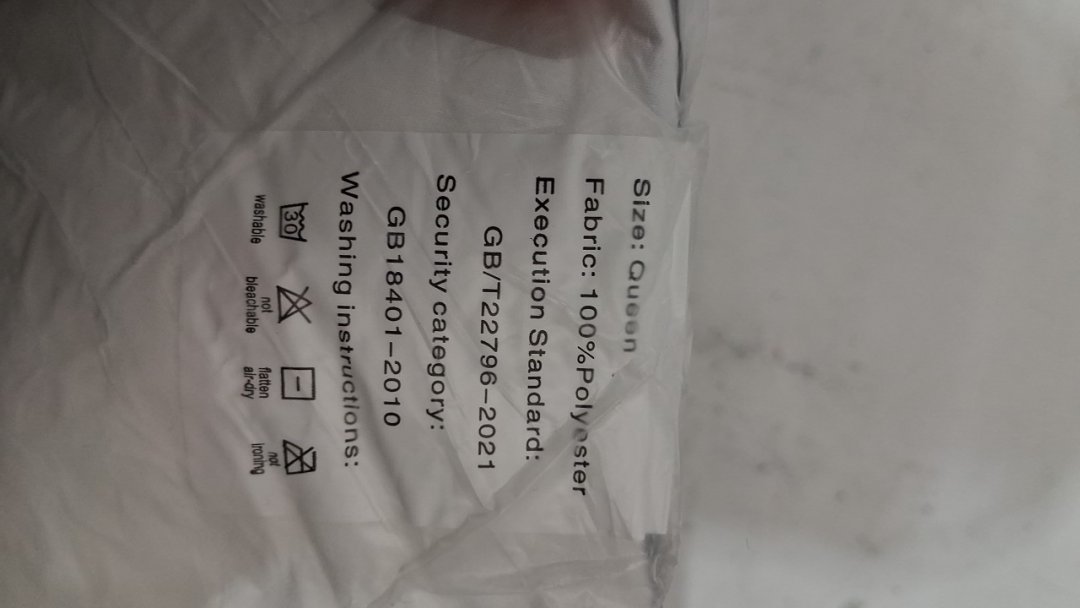 Size: Queen
Fabric: 100%Polyester
Execution Standard:
GB/T22796-2021
Security category:
GB18401-2010
Washing instructions:
30
washable
not
bleachable
flatten
air-dry
not
ironing